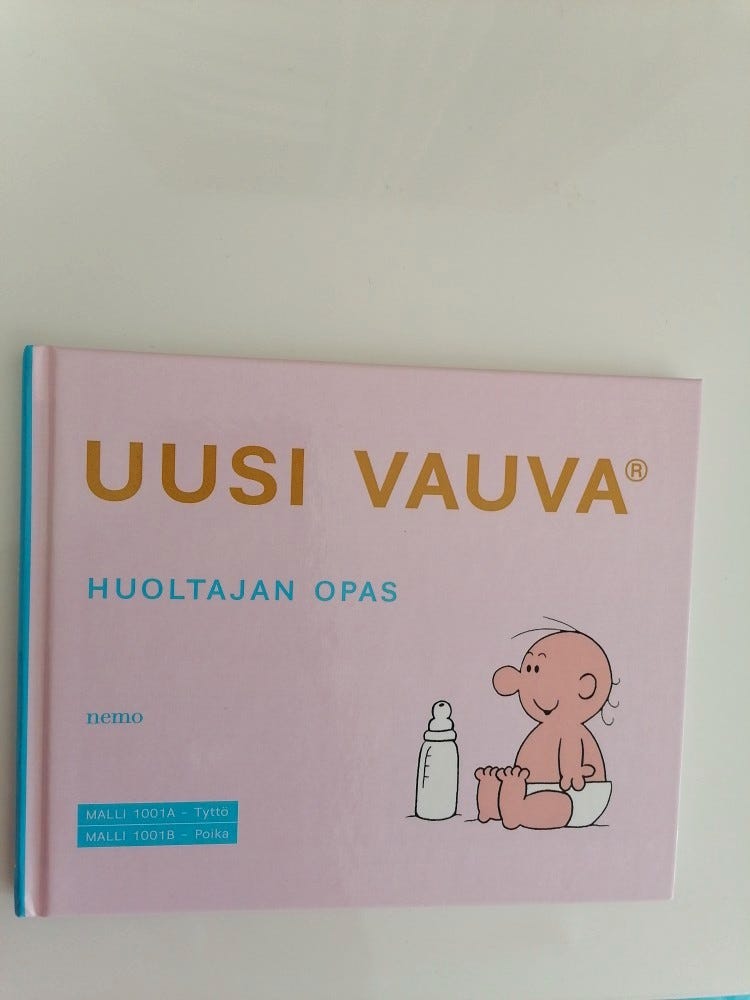 UUSI VAUVA®
HUOLTAJAN OPAS
nemo
MALLI 1001A - Tyttö
MALLI 1001B - Poika